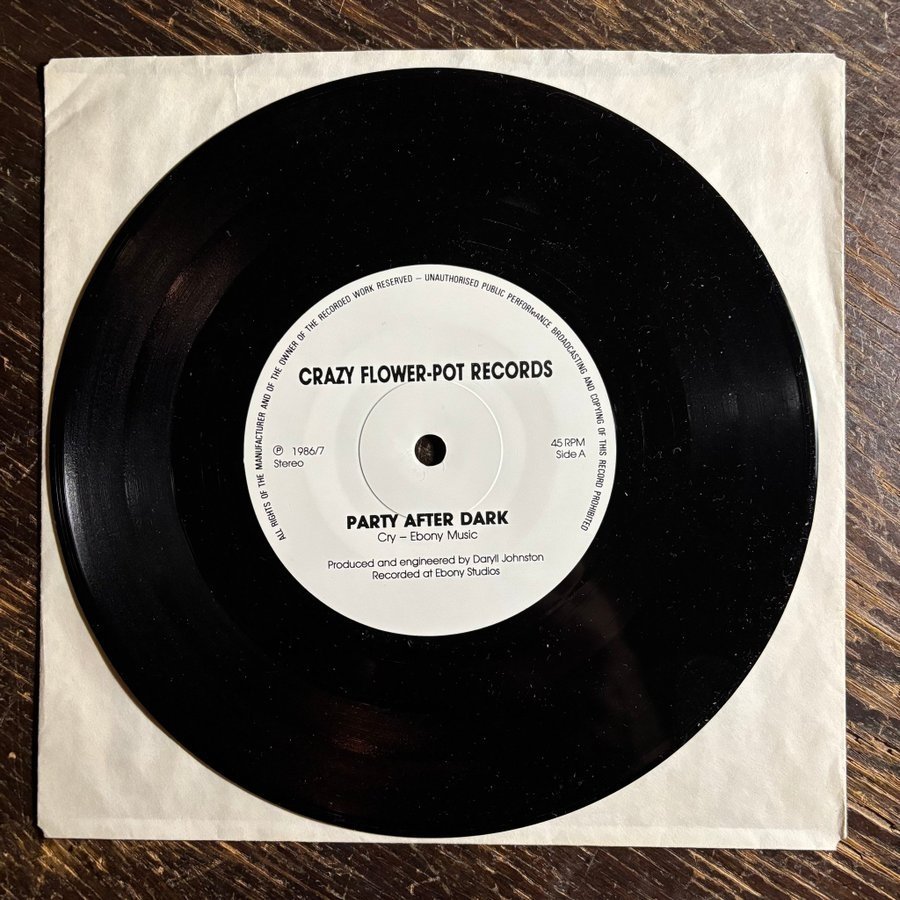 ALL RIGHTS OF THE MANUFACTURER AND OF THE OWNER OF THE RECORDED WORK RESERVED – UNAUTHORISED PUBLIC PERFORMANCE BROADCASTING AND COPYING OF THIS RECORD PROHIBITED
CRAZY FLOWER-POT RECORDS
℗ 1986/7
Stereo
45 RPM
Side A
PARTY AFTER DARK
Cry – Ebony Music
Produced and engineered by Daryll Johnston
Recorded at Ebony Studios